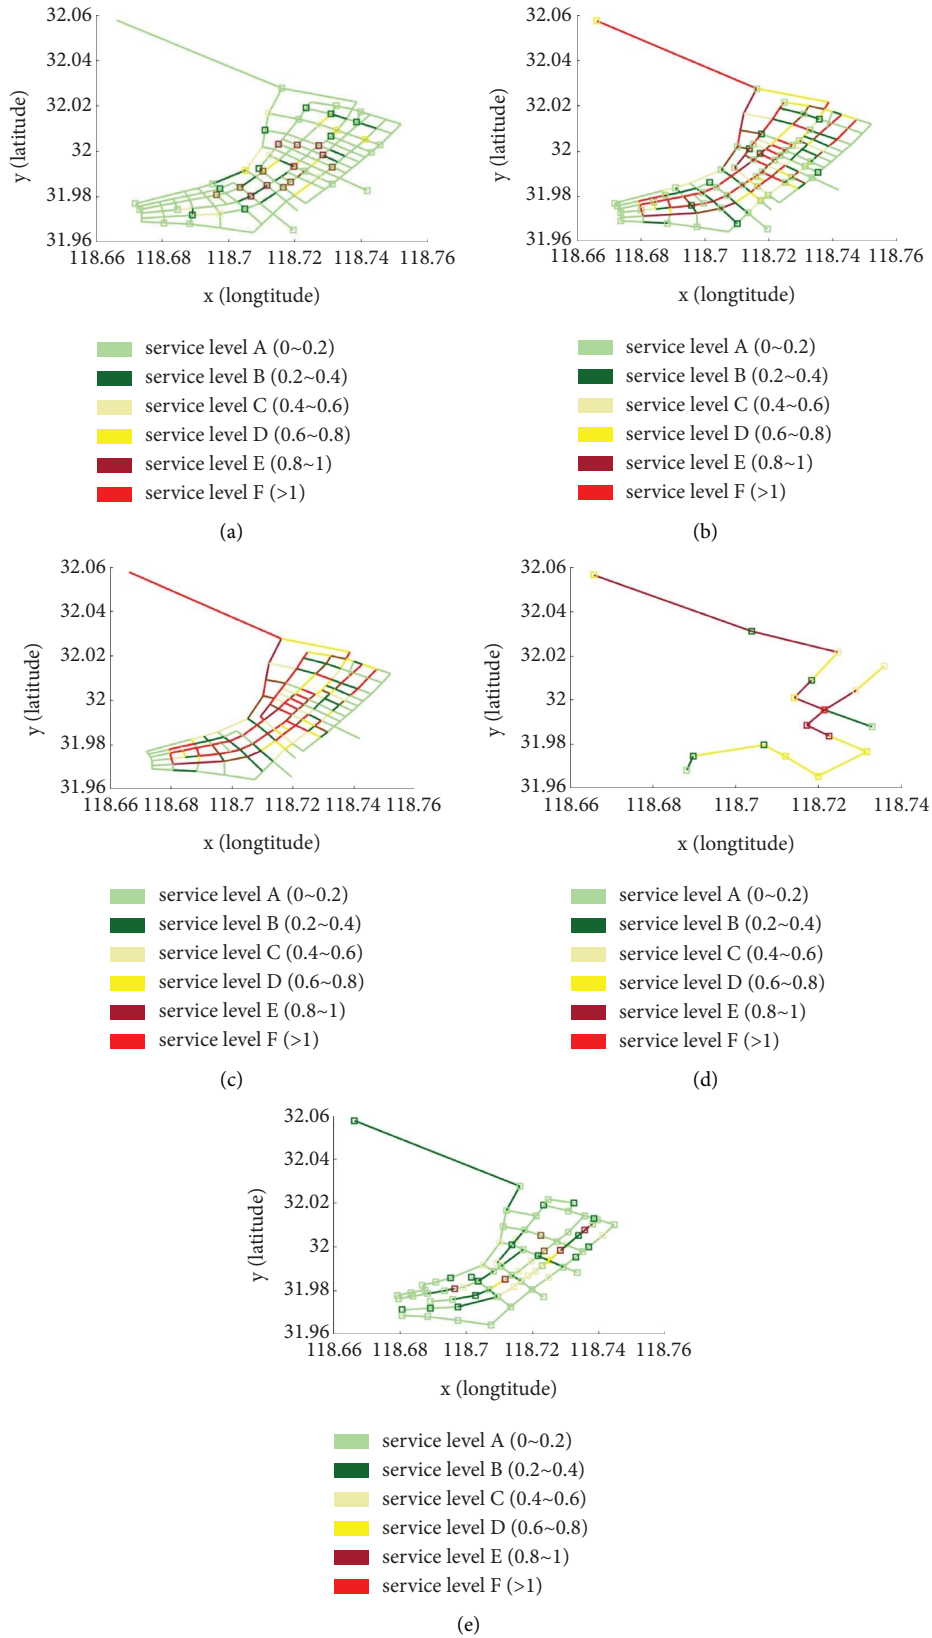 32.06
32.04
32.02
32
31.98
31.96
y (latitude)
118.66 118.68 118.7 118.72 118.74 118.76
x (longtitude)
service level A (0~0.2)
service level B (0.2~0.4)
service level C (0.4~0.6)
service level D (0.6~0.8)
service level E (0.8~1)
service level F (>1)
(a)
32.06
32.04
32.02
32
31.98
31.96
y (latitude)
118.66 118.68 118.7 118.72 118.74 118.76
x (longtitude)
service level A (0~0.2)
service level B (0.2~0.4)
service level C (0.4~0.6)
service level D (0.6~0.8)
service level E (0.8~1)
service level F (>1)
(b)
32.06
32.04
32.02
32
31.98
31.96
y (latitude)
118.66 118.68 118.7 118.72 118.74 118.76
x (longtitude)
service level A (0~0.2)
service level B (0.2~0.4)
service level C (0.4~0.6)
service level D (0.6~0.8)
service level E (0.8~1)
service level F (>1)
(c)
32.06
32.04
32.02
32
31.98
31.96
y (latitude)
118.66 118.68 118.7 118.72 118.74
x (longtitude)
service level A (0~0.2)
service level B (0.2~0.4)
service level C (0.4~0.6)
service level D (0.6~0.8)
service level E (0.8~1)
service level F (>1)
(d)
32.06
32.04
32.02
32
31.98
31.96
y (latitude)
118.66 118.68 118.7 118.72 118.74 118.76
x (longtitude)
service level A (0~0.2)
service level B (0.2~0.4)
service level C (0.4~0.6)
service level D (0.6~0.8)
service level E (0.8~1)
service level F (>1)
(e)